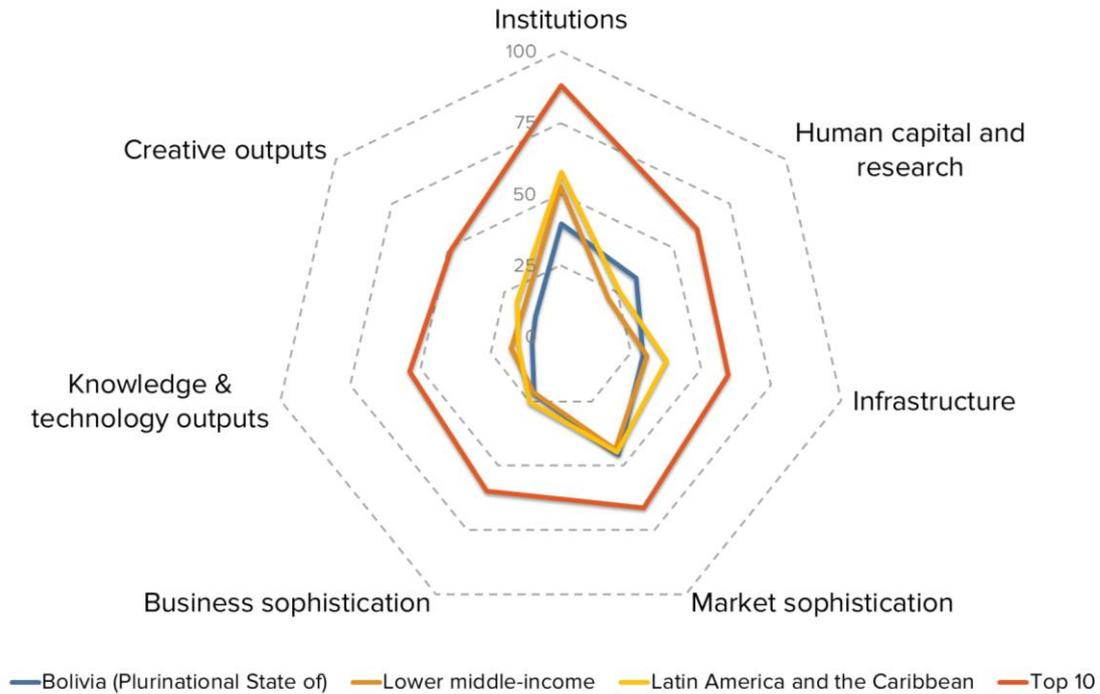 Institutions
100
75
50
25
0
Human capital and
research
Creative outputs
Infrastructure
Knowledge &
technology outputs
Business sophistication
Market sophistication
Bolivia (Plurinational State of)
Lower middle-income
Latin America and the Caribbean
Top 10